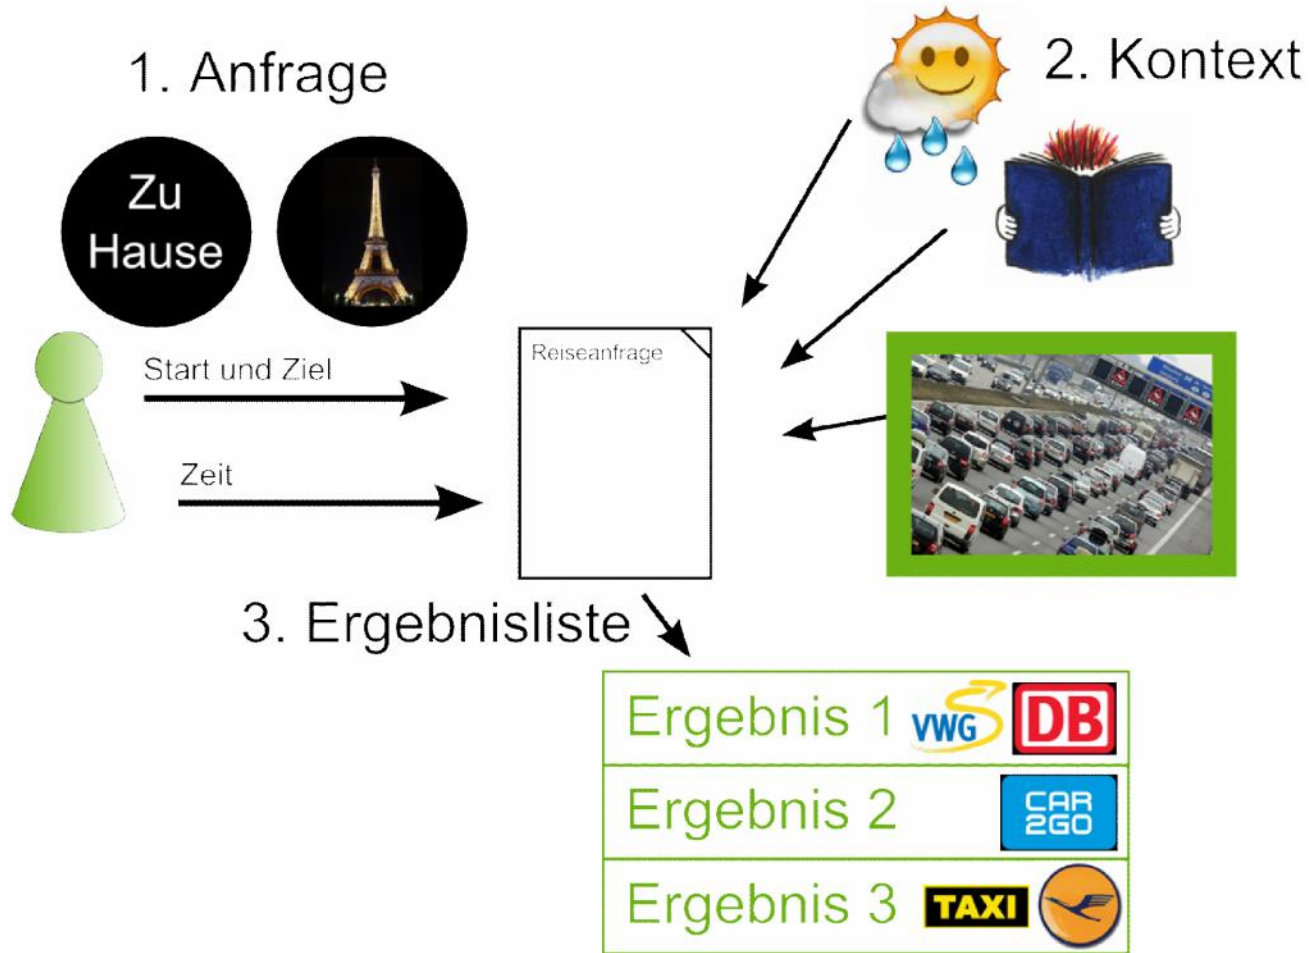 1. Anfrage
2. Kontext
Zu
Hause
Start und Ziel
Zeit
Reiseanfrage
3. Ergebnisliste
Ergebnis 1 VWG DB
Ergebnis 2 CAR
2GO
Ergebnis 3 TAXI